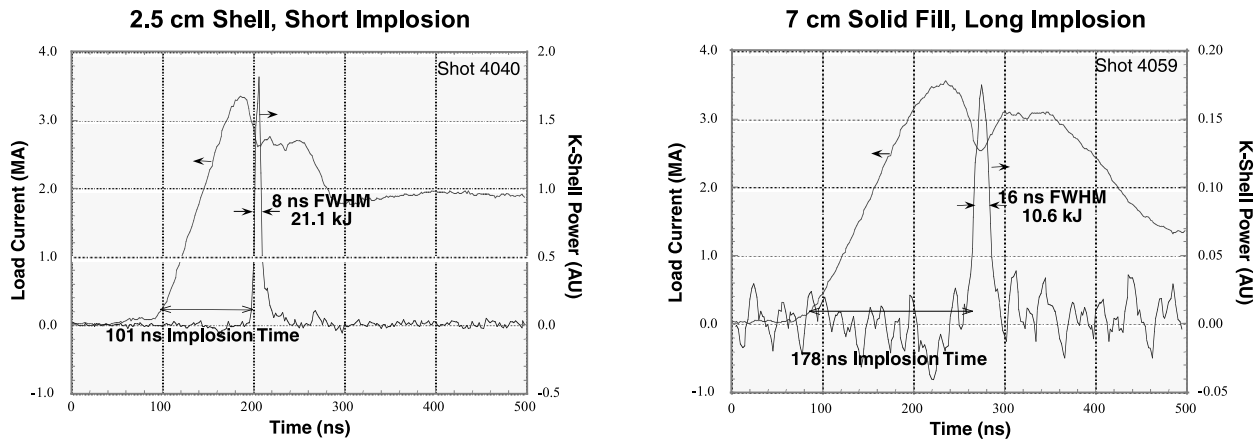 2.5 cm Shell, Short Implosion
4.0
3.0
2.0
1.0
0.0
-1.0
Load Current (MA)
2.0
1.5
1.0
0.5
0.0
-0.5
K-Shell Power (AU)
Shot 4040
8 ns FWHM
21.1 kJ
101 ns Implosion Time
0
100
200
300
400
500
Time (ns)
7 cm Solid Fill, Long Implosion
4.0
3.0
2.0
1.0
0.0
-1.0
Load Current (MA)
0.20
0.15
0.10
0.05
0.00
-0.05
K-Shell Power (AU)
Shot 4059
16 ns FWHM
10.6 kJ
178 ns Implosion Time
0
100
200
300
400
500
Time (ns)